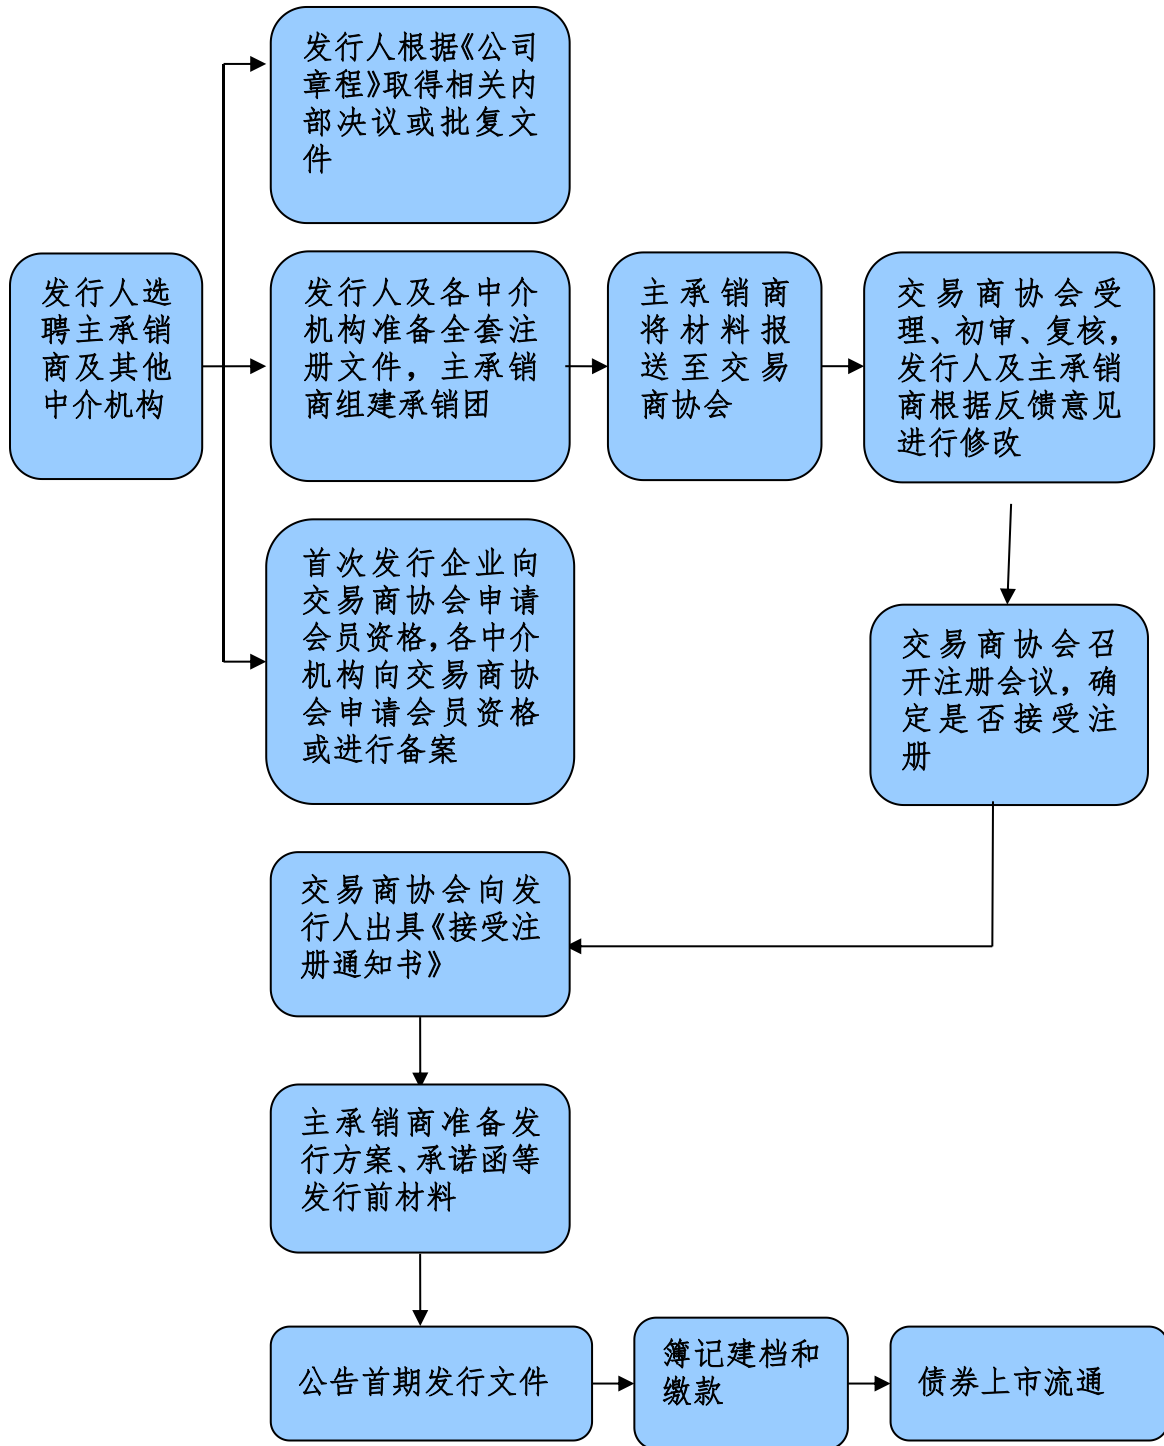 发行人根据《公司
章程》取得相关内
部决议或批复文
件
发行人选
聘主承销
商及其他
中介机构
发行人及各中介
机构准备全套注
册文件，主承销
商组建承销团
主承销商
将材料报
送至交易
商协会
交易商协会受
理、初审、复核，
发行人及主承销
商根据反馈意见
进行修改
首次发行企业向
交易商协会申请
会员资格，各中介
机构向交易商协
会申请会员资格
或进行备案
交易商协会召
开注册会议，确
定是否接受注
册
交易商协会向发
行人出具《接受注
册通知书》
主承销商准备发
行方案、承诺函等
发行前材料
公告首期发行文件
簿记建档和
缴款
债券上市流通